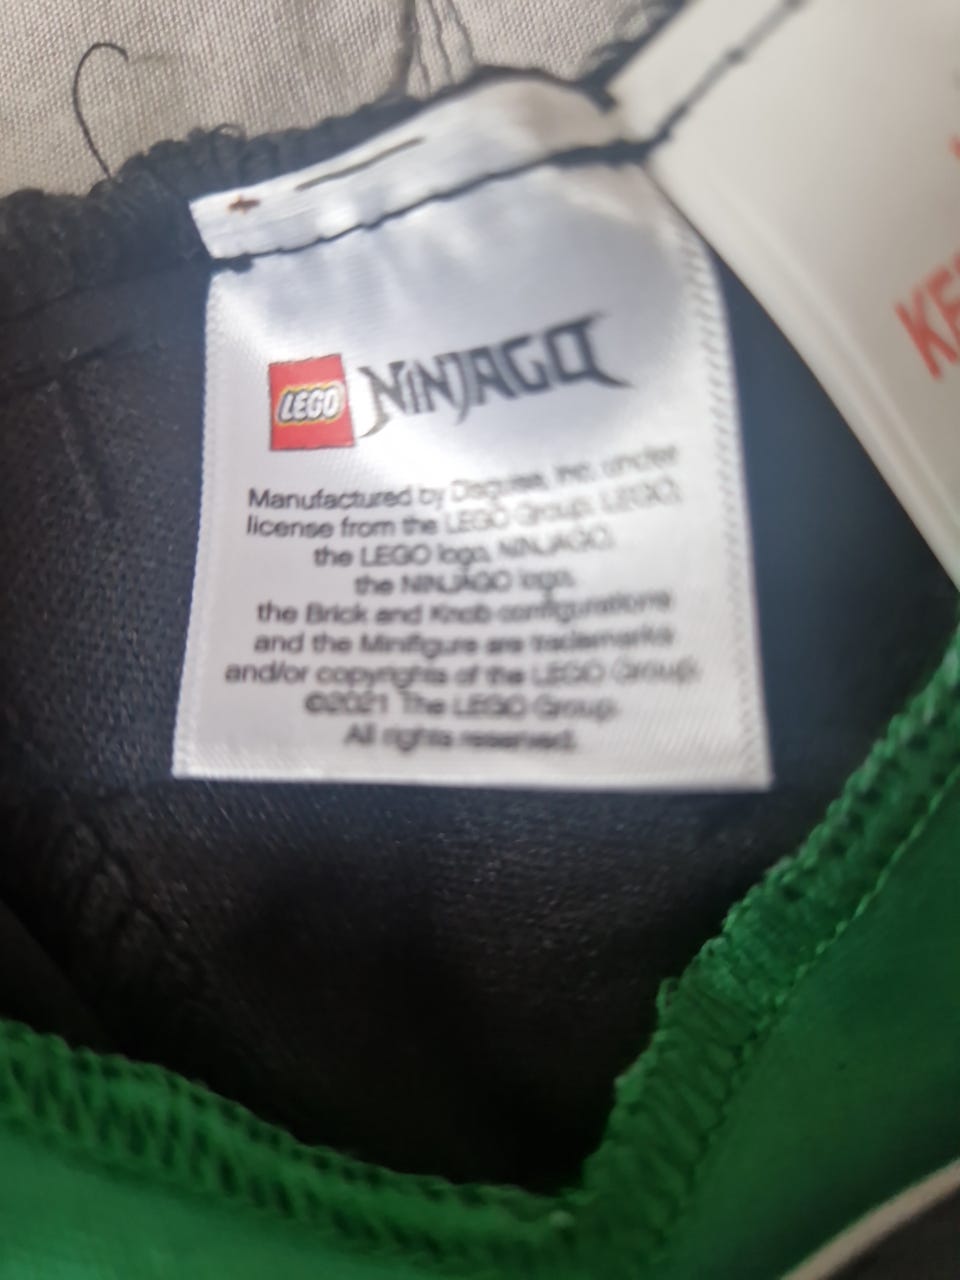 LEGO NINJAGO
Manufactured by Disguise, Inc. under
license from the LEGO Group. LEGO,
the LEGO logo, NINJAGO,
the NINJAGO logo,
the Brick and Knob configurations
and the Minifigure are trademarks
and/or copyrights of the LEGO Group.
©2021 The LEGO Group.
All rights reserved.